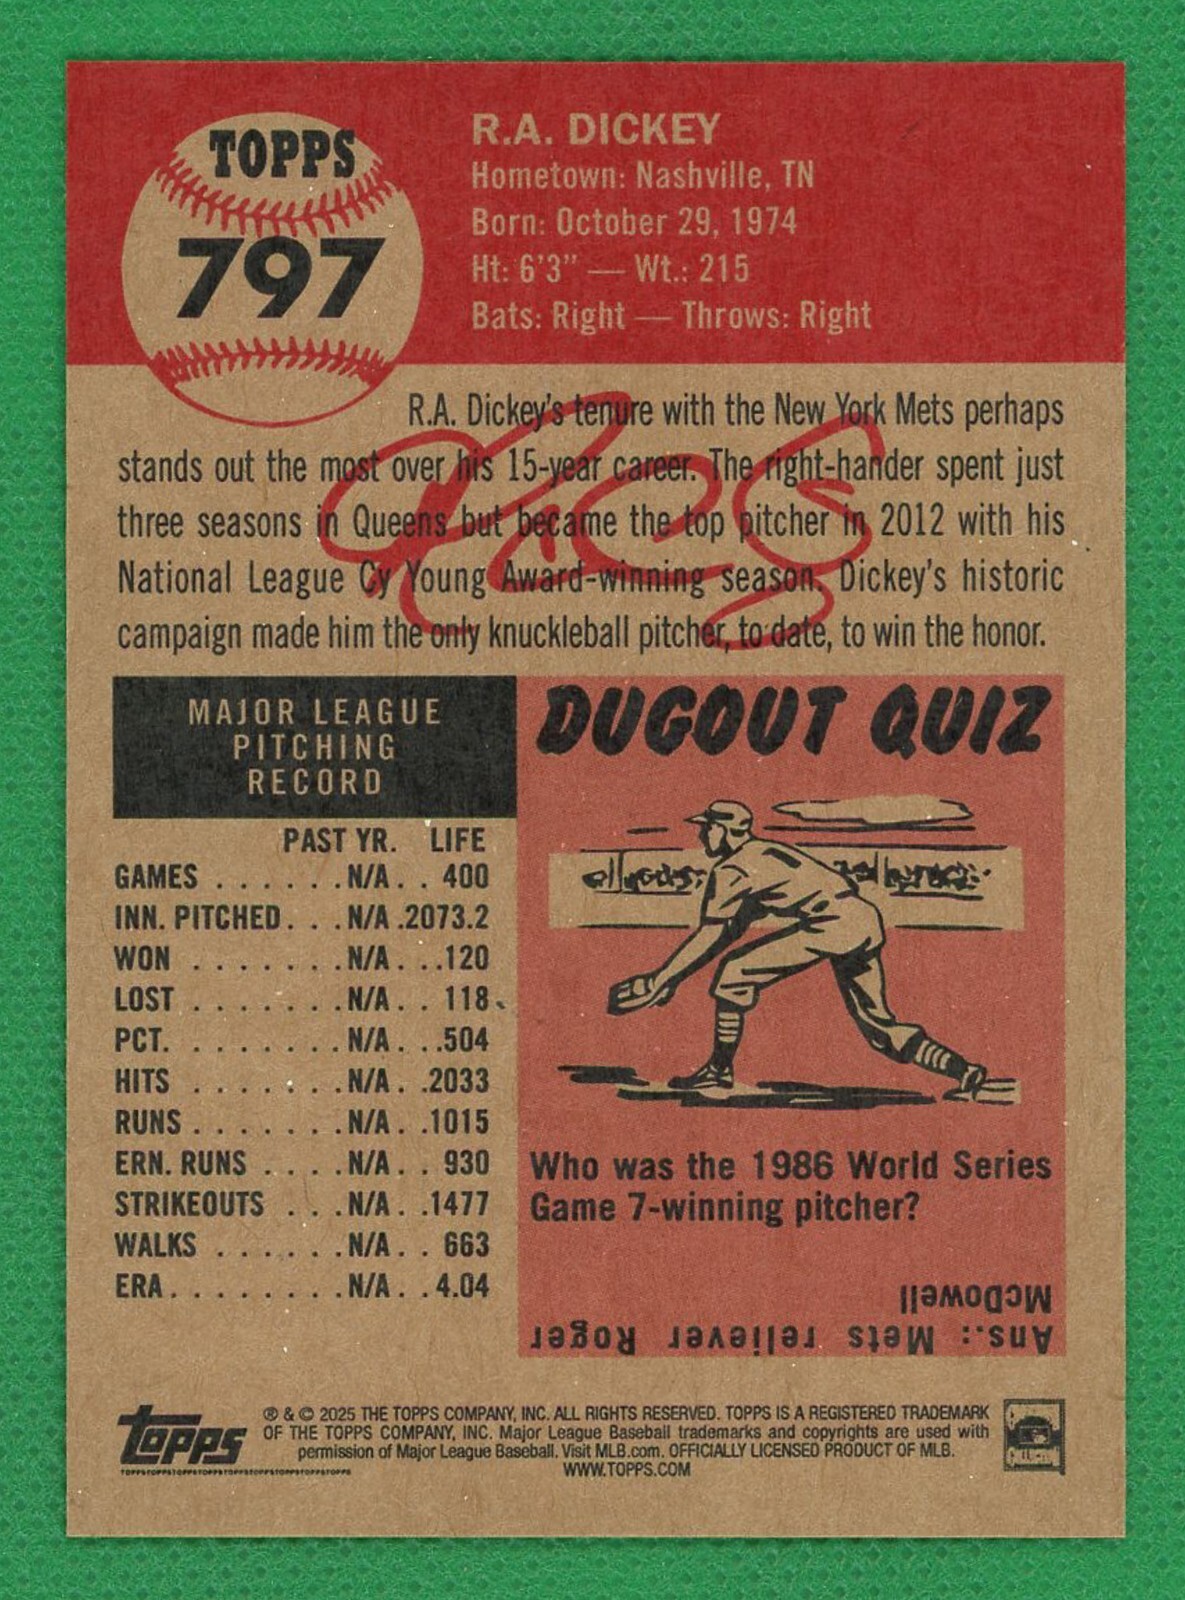 TOPPS
797
R.A. DICKEY
Hometown: Nashville, TN
Born: October 29, 1974
Ht: 6'3" — Wt.: 215
Bats: Right — Throws: Right
R.A. Dickey's tenure with the New York Mets perhaps
stands out the most over his 15-year career. The right-hander spent just
three seasons in Queens but became the top pitcher in 2012 with his
National League Cy Young Award-winning season. Dickey's historic
campaign made him the only knuckleball pitcher, to date, to win the honor.
MAJOR LEAGUE
PITCHING
RECORD
PAST YR. LIFE
GAMES . . . . . . N/A . . 400
INN. PITCHED . . . N/A . 2073.2
WON . . . . . . . N/A . . . 120
LOST . . . . . . . N/A . . 118
PCT. . . . . . . . N/A . . .504
HITS . . . . . . . N/A . . 2033
RUNS . . . . . . . N/A . . 1015
ERN. RUNS . . . . N/A . . 930
STRIKEOUTS . . . N/A . . 1477
WALKS . . . . . . N/A . . 663
ERA . . . . . . . . N/A . . 4.04
DUGOUT QUIZ
Who was the 1986 World Series
Game 7-winning pitcher?
Ans.: Mets reliever Roger
McDowell
Topps
® & © 2025 THE TOPPS COMPANY, INC. ALL RIGHTS RESERVED. TOPPS IS A REGISTERED TRADEMARK
OF THE TOPPS COMPANY, INC. Major League Baseball trademarks and copyrights are used with
permission of Major League Baseball. Visit MLB.com. OFFICIALLY LICENSED PRODUCT OF MLB.
WWW.TOPPS.COM